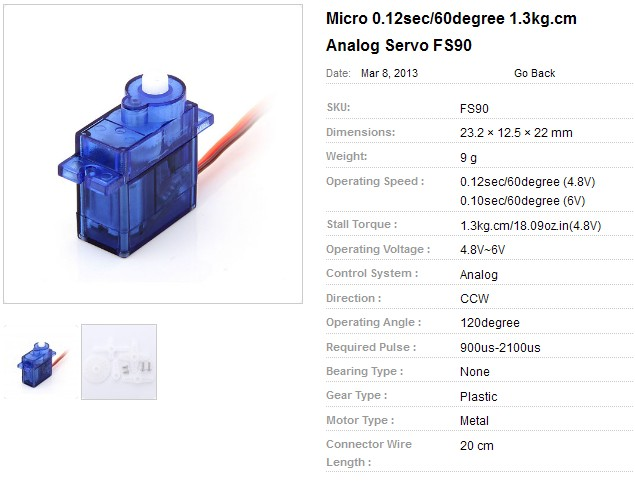 Micro 0.12sec/60degree 1.3kg.cm
Analog Servo FS90
Date: Mar 8, 2013 Go Back
SKU: FS90
Dimensions: 23.2 × 12.5 × 22 mm
Weight: 9 g
Operating Speed : 0.12sec/60degree (4.8V)
0.10sec/60degree (6V)
Stall Torque : 1.3kg.cm/18.09oz.in(4.8V)
Operating Voltage : 4.8V~6V
Control System : Analog
Direction : CCW
Operating Angle : 120degree
Required Pulse : 900us-2100us
Bearing Type : None
Gear Type : Plastic
Motor Type : Metal
Connector Wire 20 cm
Length :